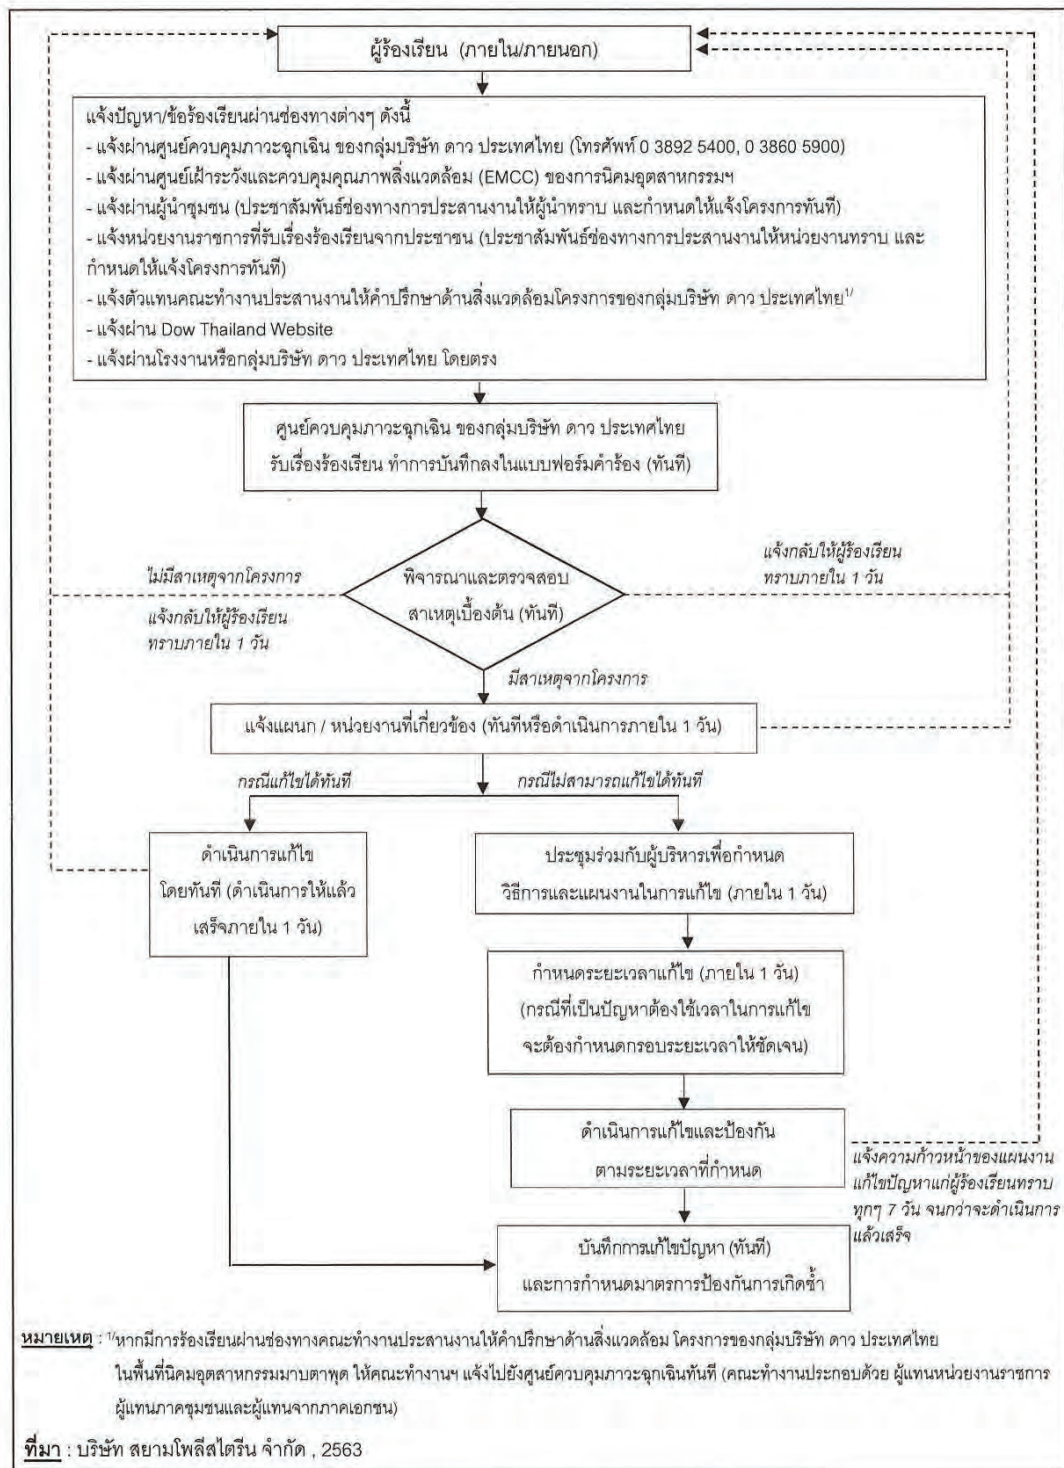 ผู้ร้องเรียน (ภายใน/ภายนอก)
แจ้งปัญหา/ข้อร้องเรียนผ่านช่องทางต่างๆ ดังนี้
- แจ้งผ่านศูนย์ควบคุมภาวะฉุกเฉิน ของกลุ่มบริษัท ดาว ประเทศไทย (โทรศัพท์ 0 3892 5400, 0 3860 5900)
- แจ้งผ่านศูนย์เฝ้าระวังและควบคุมคุณภาพสิ่งแวดล้อม (EMCC) ของการนิคมอุตสาหกรรมฯ
- แจ้งผ่านผู้นำชุมชน (ประชาสัมพันธ์ช่องทางการประสานงานให้ผู้นำทราบ และกำหนดให้แจ้งโครงการทันที)
- แจ้งหน่วยงานราชการที่รับเรื่องร้องเรียนจากประชาชน (ประชาสัมพันธ์ช่องทางการประสานงานให้หน่วยงานทราบ และ
กำหนดให้แจ้งโครงการทันที)
- แจ้งตัวแทนคณะทำงานประสานงานให้คำปรึกษาด้านสิ่งแวดล้อมโครงการของกลุ่มบริษัท ดาว ประเทศไทย1/
- แจ้งผ่าน Dow Thailand Website
- แจ้งผ่านโรงงานหรือกลุ่มบริษัท ดาว ประเทศไทย โดยตรง
ศูนย์ควบคุมภาวะฉุกเฉิน ของกลุ่มบริษัท ดาว ประเทศไทย
รับเรื่องร้องเรียน ทำการบันทึกลงในแบบฟอร์มคำร้อง (ทันที)
พิจารณาและตรวจสอบ
สาเหตุเบื้องต้น (ทันที)
ไม่มีสาเหตุจากโครงการ
แจ้งกลับให้ผู้ร้องเรียน
ทราบภายใน 1 วัน
แจ้งกลับให้ผู้ร้องเรียน
ทราบภายใน 1 วัน
มีสาเหตุจากโครงการ
แจ้งแผนก / หน่วยงานที่เกี่ยวข้อง (ทันทีหรือดำเนินการภายใน 1 วัน)
กรณีแก้ไขได้ทันที
กรณีไม่สามารถแก้ไขได้ทันที
ดำเนินการแก้ไข
โดยทันที (ดำเนินการให้แล้ว
เสร็จภายใน 1 วัน)
ประชุมร่วมกับผู้บริหารเพื่อกำหนด
วิธีการและแผนงานในการแก้ไข (ภายใน 1 วัน)
กำหนดระยะเวลาแก้ไข (ภายใน 1 วัน)
(กรณีที่เป็นปัญหาต้องใช้เวลาในการแก้ไข
จะต้องกำหนดกรอบระยะเวลาให้ชัดเจน)
ดำเนินการแก้ไขและป้องกัน
ตามระยะเวลาที่กำหนด
แจ้งความก้าวหน้าของแผนงาน
แก้ไขปัญหาแก่ผู้ร้องเรียนทราบ
ทุกๆ 7 วัน จนกว่าจะดำเนินการ
แล้วเสร็จ
บันทึกการแก้ไขปัญหา (ทันที)
และการกำหนดมาตรการป้องกันการเกิดซ้ำ
หมายเหตุ : 1/หากมีการร้องเรียนผ่านช่องทางคณะทำงานประสานงานให้คำปรึกษาด้านสิ่งแวดล้อม โครงการของกลุ่มบริษัท ดาว ประเทศไทย
ในพื้นที่นิคมอุตสาหกรรมมาบตาพุด ให้คณะทำงานฯ แจ้งไปยังศูนย์ควบคุมภาวะฉุกเฉินทันที (คณะทำงานประกอบด้วย ผู้แทนหน่วยงานราชการ
ผู้แทนภาคชุมชนและผู้แทนจากภาคเอกชน)
ที่มา : บริษัท สยามโพลีสไตรีน จำกัด , 2563